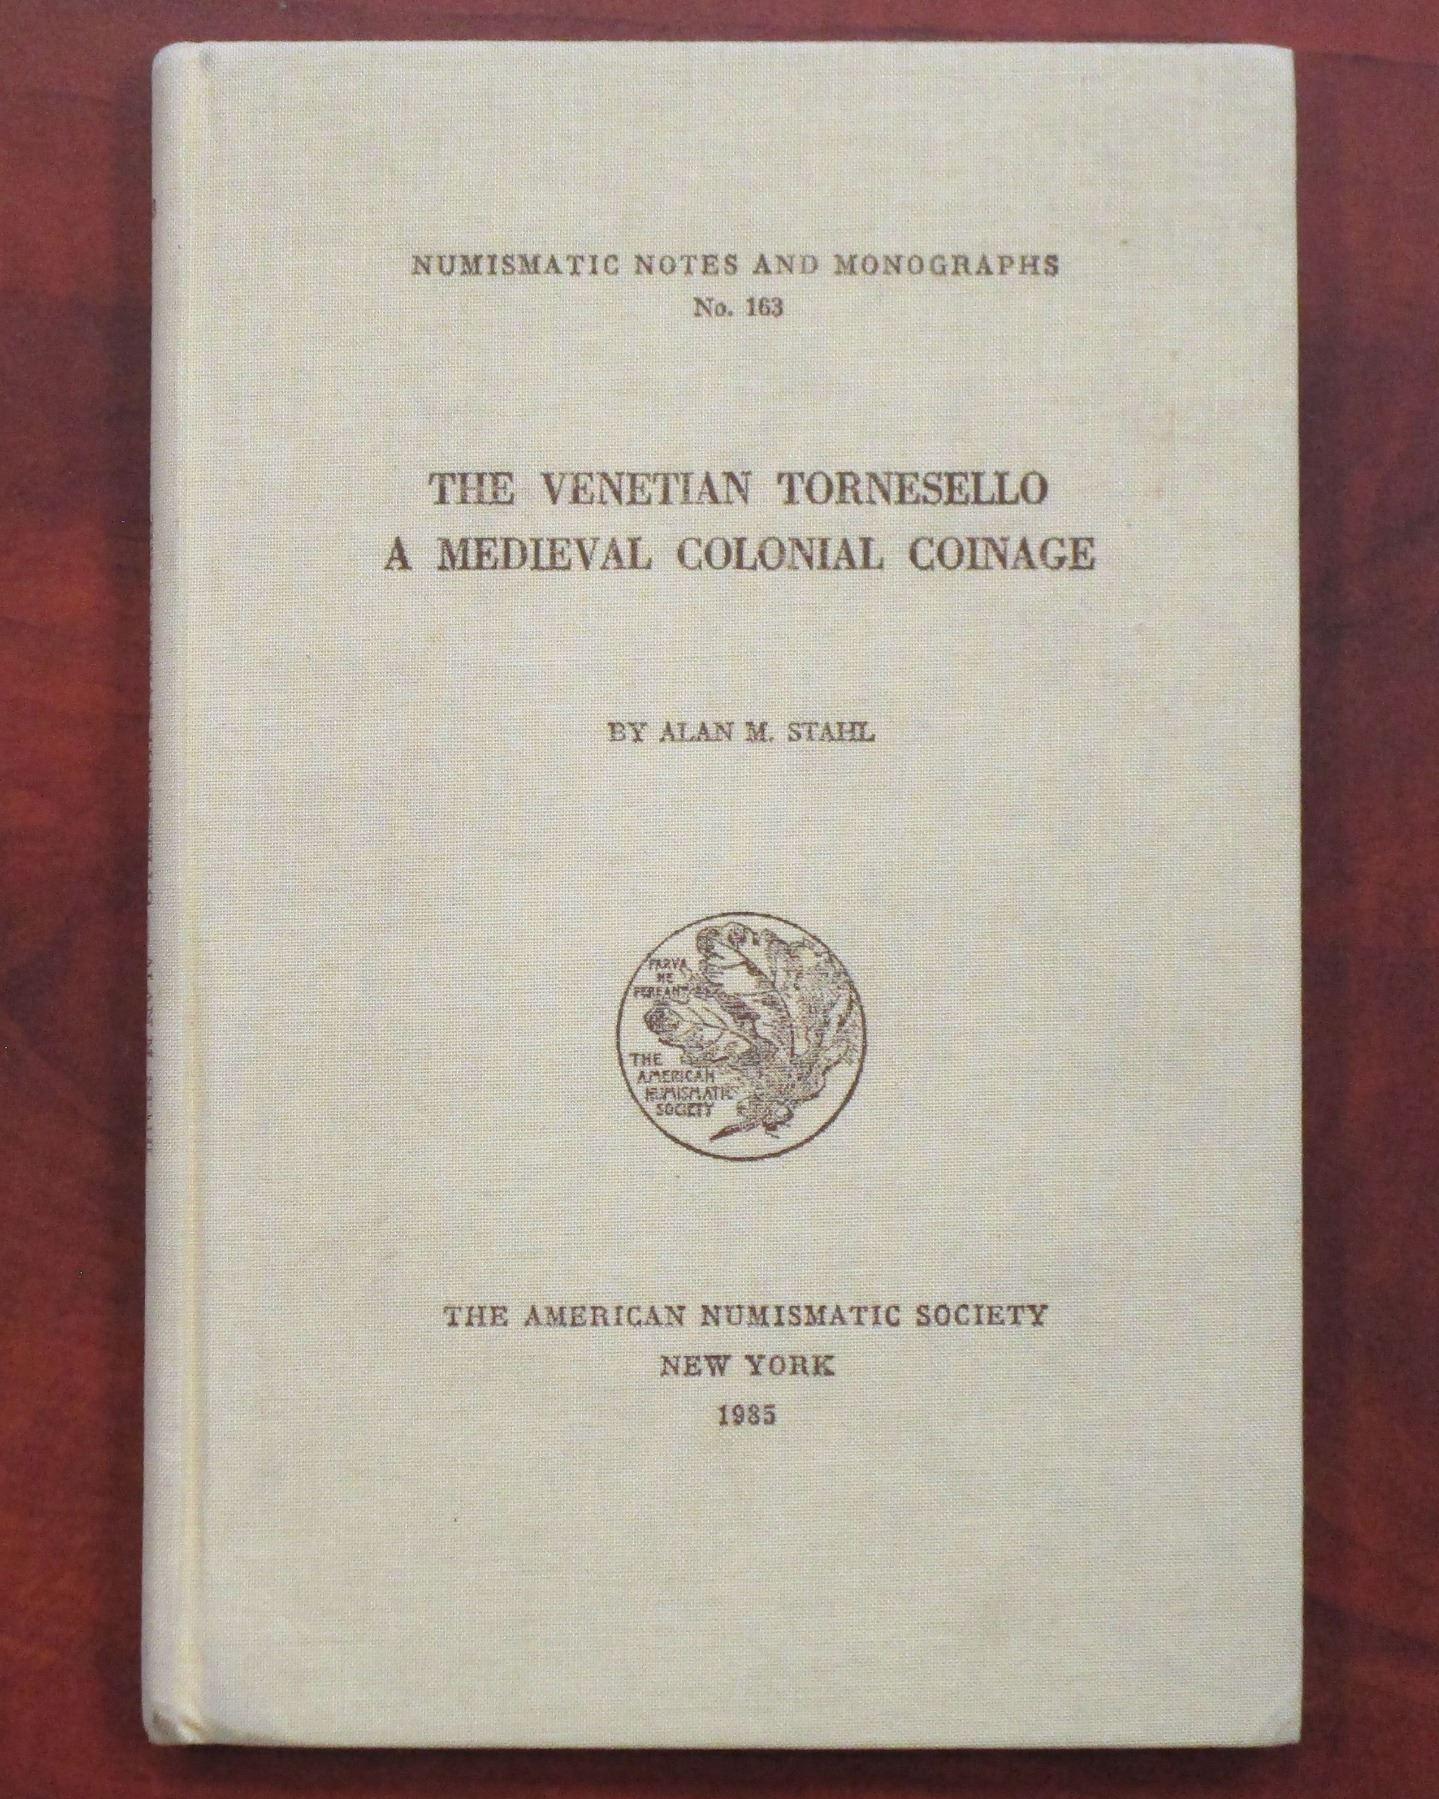 NUMISMATIC NOTES AND MONOGRAPHS
No. 163
THE VENETIAN TORNESELLO
A MEDIEVAL COLONIAL COINAGE
BY ALAN M. STAHL
PARVA
NE
PEREANT
THE
AMERICAN
NUMISMATIC
SOCIETY
THE AMERICAN NUMISMATIC SOCIETY
NEW YORK
1985